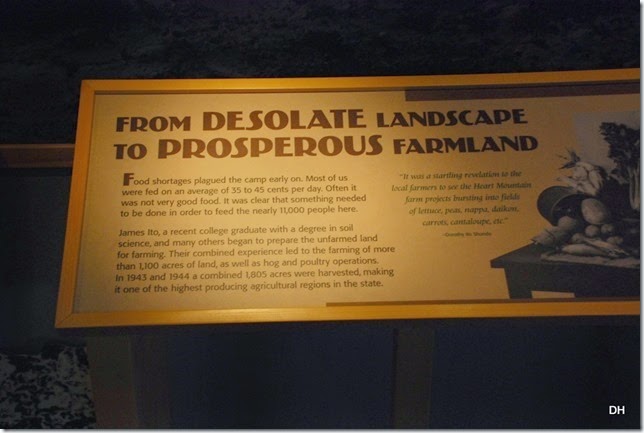 FROM DESOLATE LANDSCAPE
TO PROSPEROUS FARMLAND
Food shortages plagued the camp early on. Most of us
were fed on an average of 35 to 45 cents per day. Often it
was not very good food. It was clear that something needed
to be done in order to feed the nearly 11,000 people here.
James Ito, a recent college graduate with a degree in soil
science, and many others began to prepare the unfarmed land
for farming. Their combined experience led to the farming of more
than 1,100 acres of land, as well as hog and poultry operations.
In 1943 and 1944 a combined 1,805 acres were harvested, making
it one of the highest producing agricultural regions in the state.
"It was a startling revelation to the
local farmers to see the Heart Mountain
farm projects bursting into fields
of lettuce, peas, nappa, daikon,
carrots, cantaloupe, etc."
DH